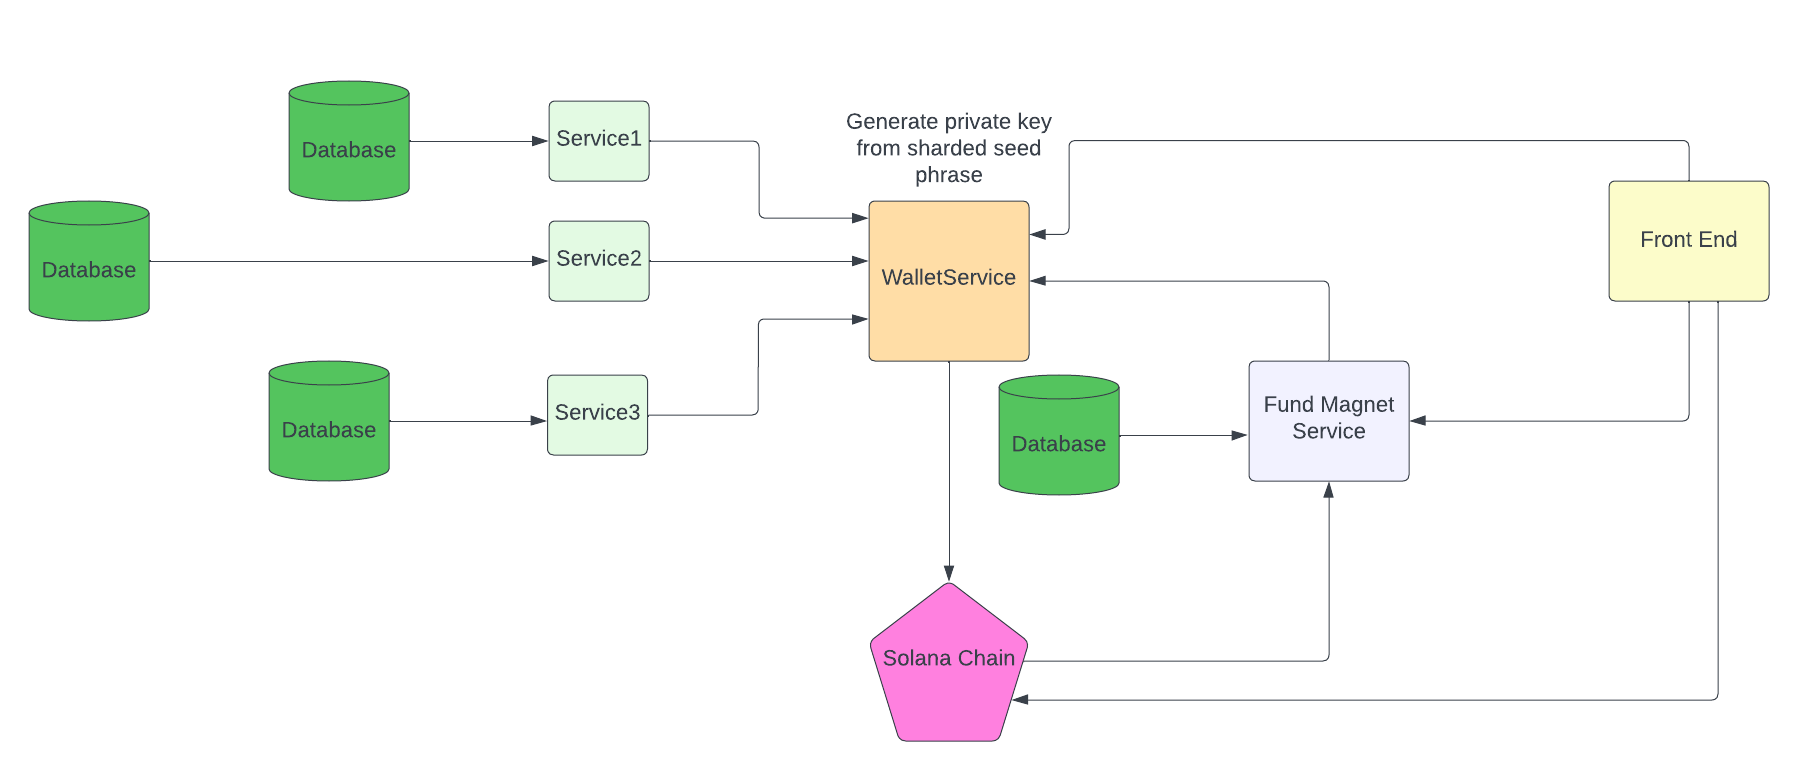 Database
Service1
Generate private key
from sharded seed
phrase
Database
Service2
WalletService
Front End
Database
Service3
Database
Fund Magnet
Service
Solana Chain